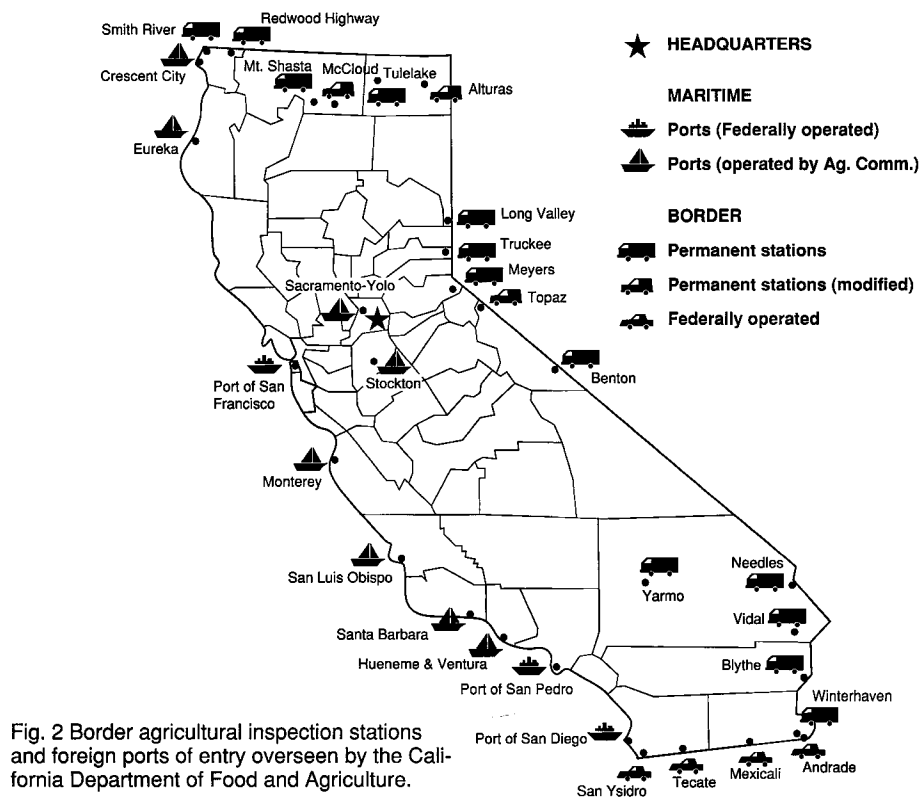 Redwood Highway
Smith River
Crescent City
Mt. Shasta
McCloud
Tulelake
Alturas
Eureka
HEADQUARTERS
MARITIME
Ports (Federally operated)
Ports (operated by Ag. Comm.)
BORDER
Permanent stations
Permanent stations (modified)
Federally operated
Long Valley
Truckee
Meyers
Topaz
Sacramento-Yolo
Benton
Stockton
Port of San
Francisco
Monterey
San Luis Obispo
Yarmo
Needles
Vidal
Santa Barbara
Hueneme & Ventura
Blythe
Port of San Pedro
Winterhaven
Port of San Diego
San Ysidro
Tecate
Mexicali
Andrade
Fig. 2 Border agricultural inspection stations
and foreign ports of entry overseen by the Cali-
fornia Department of Food and Agriculture.